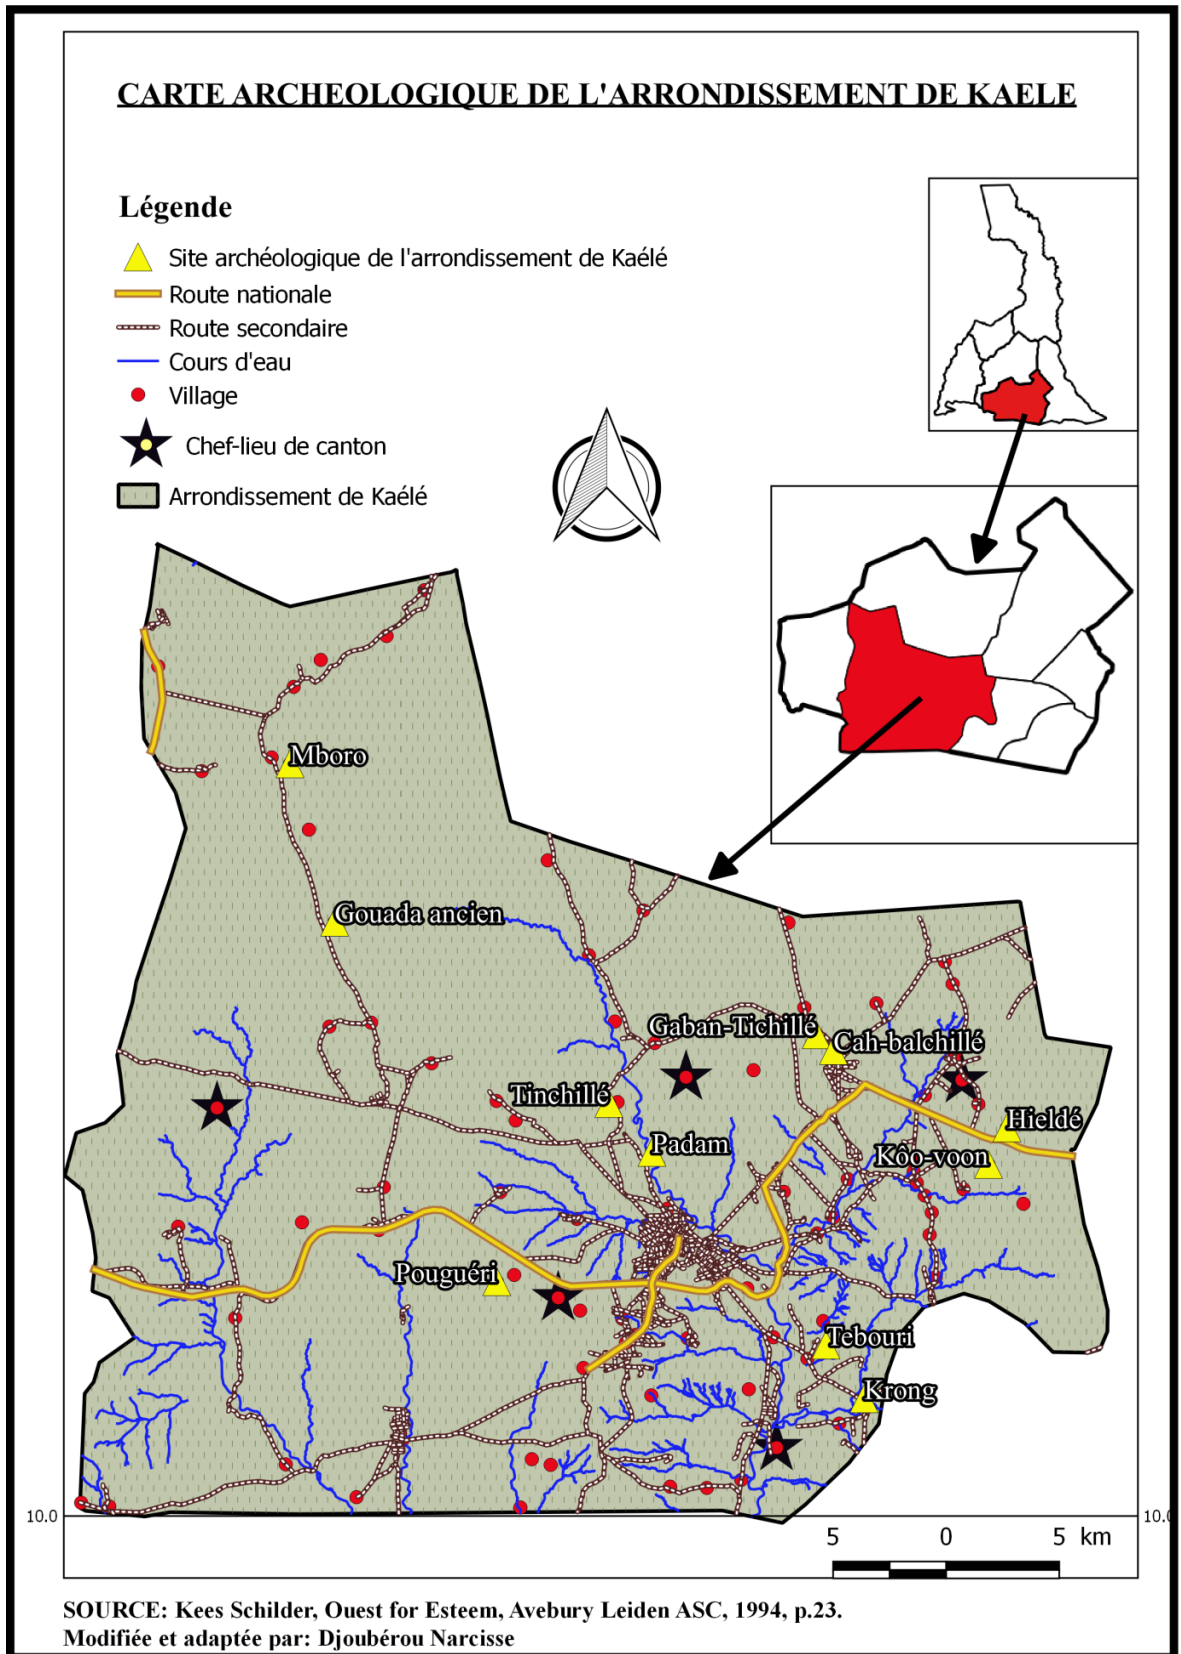 CARTE ARCHEOLOGIQUE DE L'ARRONDISSEMENT DE KAELE
Légende
Site archéologique de l'arrondissement de Kaélé
Route nationale
Route secondaire
Cours d'eau
Village
Chef-lieu de canton
Arrondissement de Kaélé
Mboro
Gouada ancien
Gaban-Tichillé
Cah-balchillé
Tinchillé
Hieldé
Padam
Kôo-voon
Pouguéri
Tebouri
Krong
10.0
10.0
5 0 5 km
SOURCE: Kees Schilder, Ouest for Esteem, Avebury Leiden ASC, 1994, p.23.
Modifiée et adaptée par: Djoubérou Narcisse